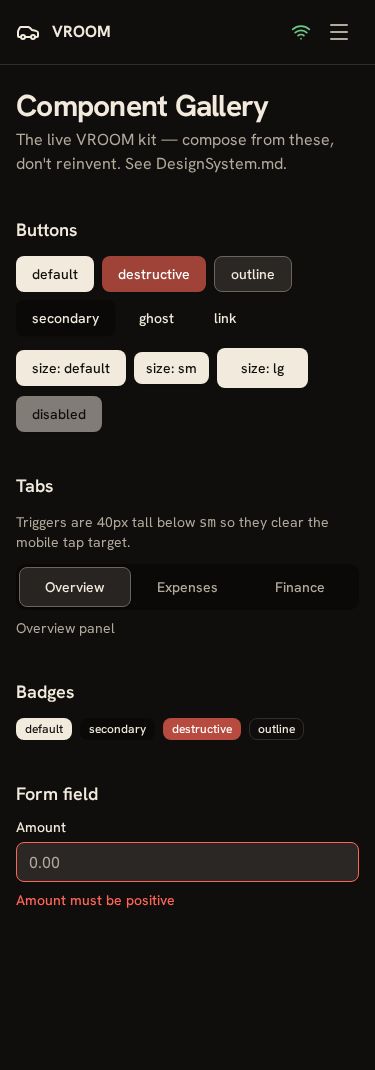 VROOM
Component Gallery
The live VROOM kit — compose from these,
don't reinvent. See DesignSystem.md.
Buttons
default destructive outline
secondary ghost link
size: default size: sm size: lg
disabled
Tabs
Triggers are 40px tall below sm so they clear the
mobile tap target.
Overview Expenses Finance
Overview panel
Badges
default secondary destructive outline
Form field
Amount
0.00
Amount must be positive